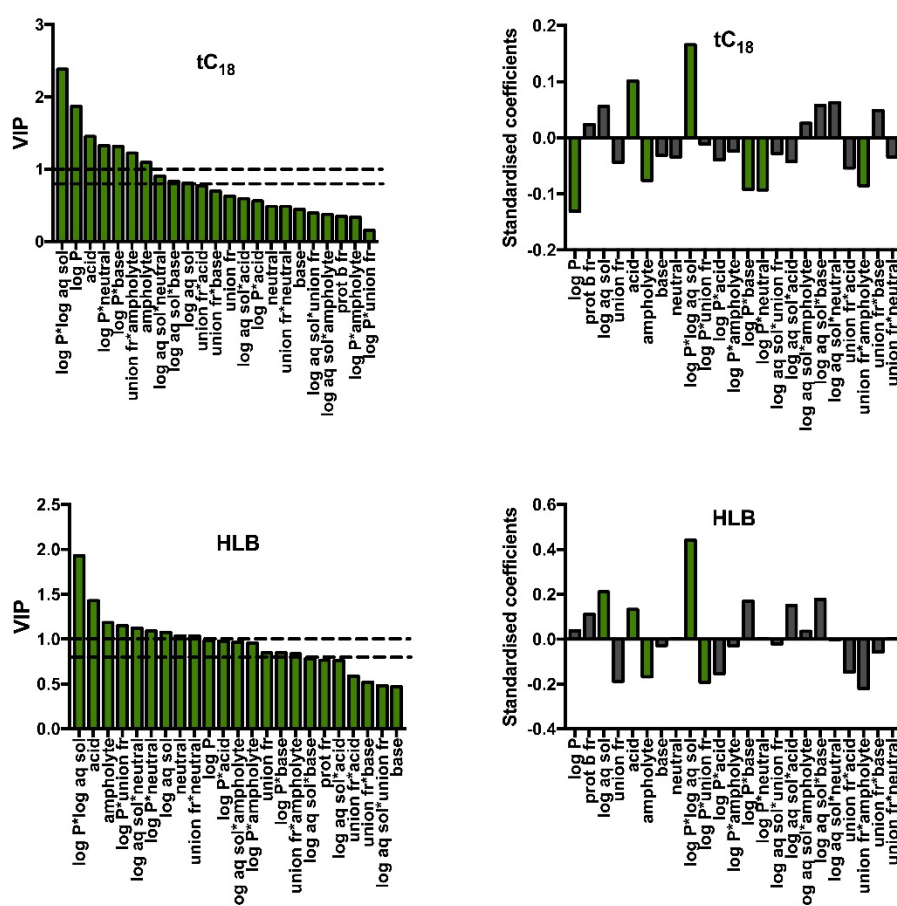 tC18
VIP
3
2
1
0
log P*log aq sol
log P
acid
log P*neutral
log P*base
union fr*ampholyte
ampholyte
log aq sol*neutral
log aq sol*base
log aq sol
union fr*acid
union fr*base
union fr
log aq sol*acid
log P*acid
neutral
union fr*neutral
base
log aq sol*union fr
log aq sol*ampholyte
prot b fr
log P*ampholyte
log P*union fr
tC18
Standardised coefficients
0.2
0.1
0.0
-0.1
-0.2
log P
prot b fr
log aq sol
union fr
acid
ampholyte
base
neutral
log P*log aq sol
log P*union fr
log P*acid
log P*ampholyte
log P*base
log P*neutral
log aq sol*union fr
log aq sol*acid
log aq sol*ampholyte
log aq sol*base
log aq sol*neutral
union fr*acid
union fr*ampholyte
union fr*base
union fr*neutral
HLB
VIP
2.5
2.0
1.5
1.0
0.5
0.0
log P*log aq sol
acid
ampholyte
log P*union fr
log aq sol*neutral
log P*neutral
log aq sol
neutral
union fr*neutral
log P
log P*acid
og aq sol*ampholyte
log P*ampholyte
union fr
log P*base
union fr*ampholyte
log aq sol*base
prot fr
log aq sol*acid
union fr*acid
union fr*base
log aq sol*union fr
base
HLB
Standardised coefficients
0.6
0.4
0.2
0.0
-0.2
-0.4
log P
prot b fr
log aq sol
union fr
acid
ampholyte
base
neutral
log P*log aq sol
log P*union fr
log P*acid
log P*ampholyte
log P*base
log P*neutral
log aq sol*union fr
log aq sol*acid
log aq sol*ampholyte
log aq sol*base
log aq sol*neutral
union fr*acid
union fr*ampholyte
union fr*base
union fr*neutral